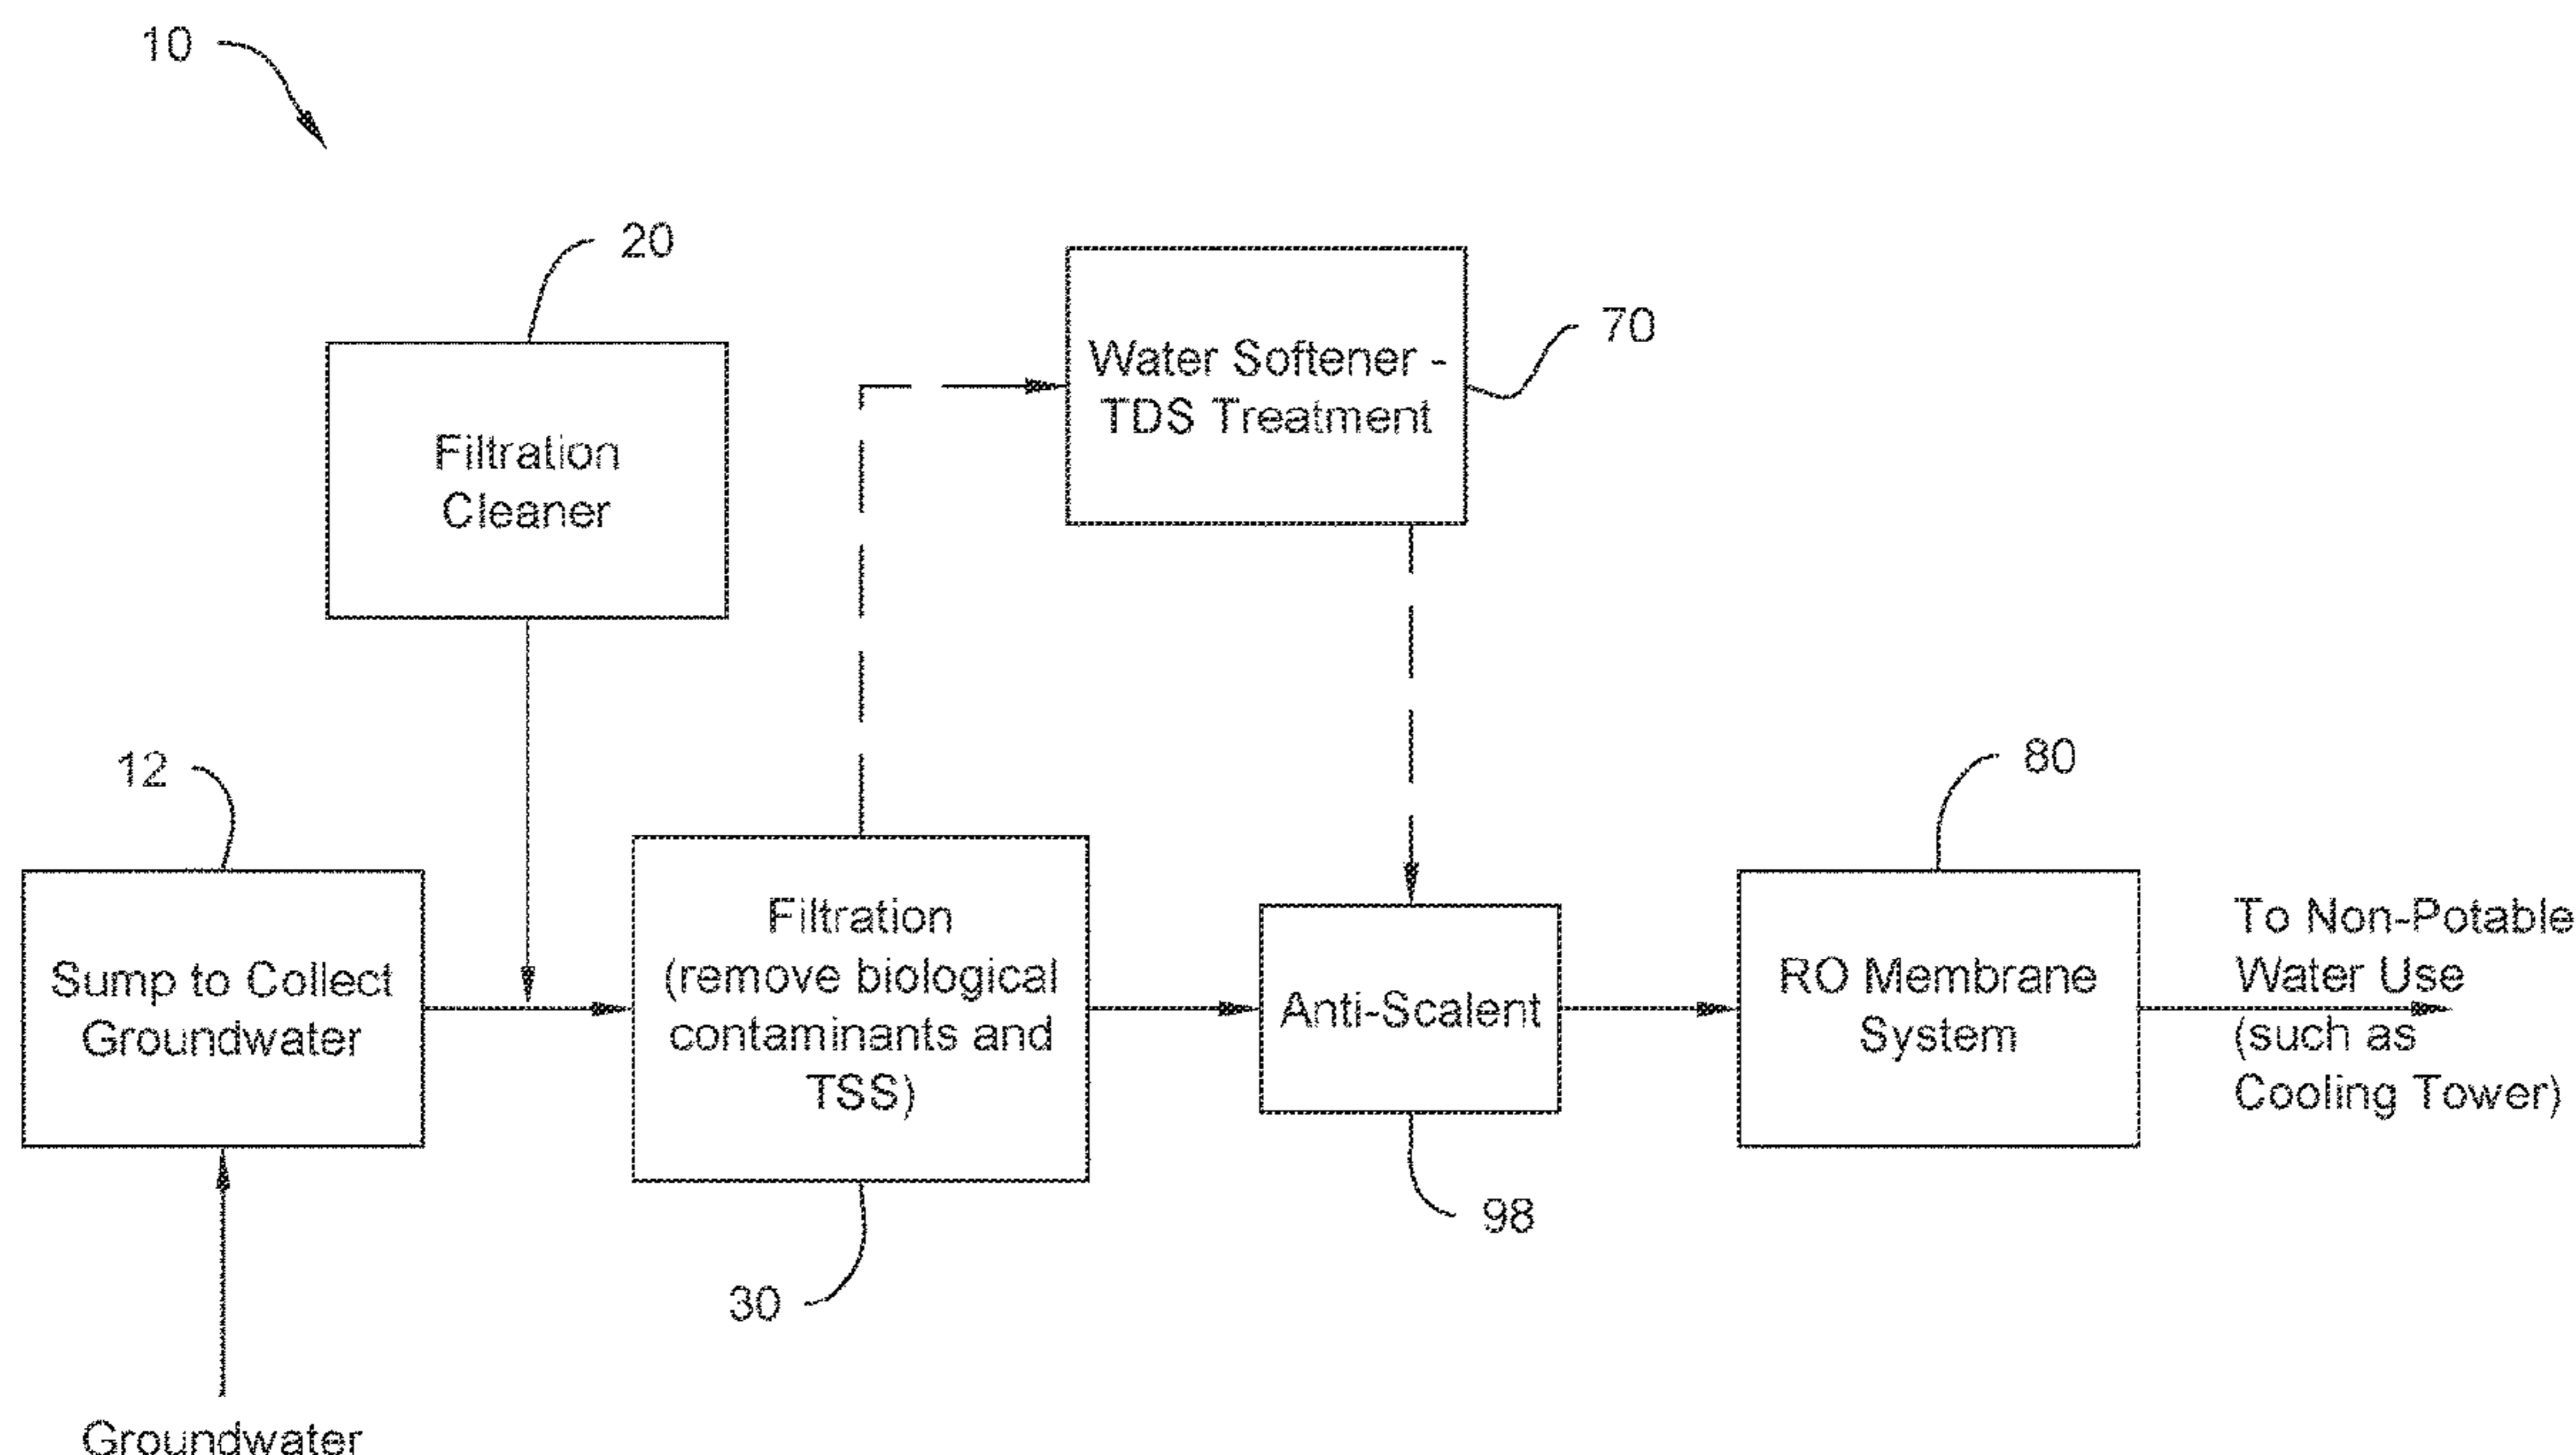 10
20
Filtration
Cleaner
Water Softener -
TDS Treatment
70
12
Sump to Collect
Groundwater
Groundwater
Filtration
(remove biological
contaminants and
TSS)
30
Anti-Scalent
98
80
RO Membrane
System
To Non-Potable
Water Use
(such as
Cooling Tower)